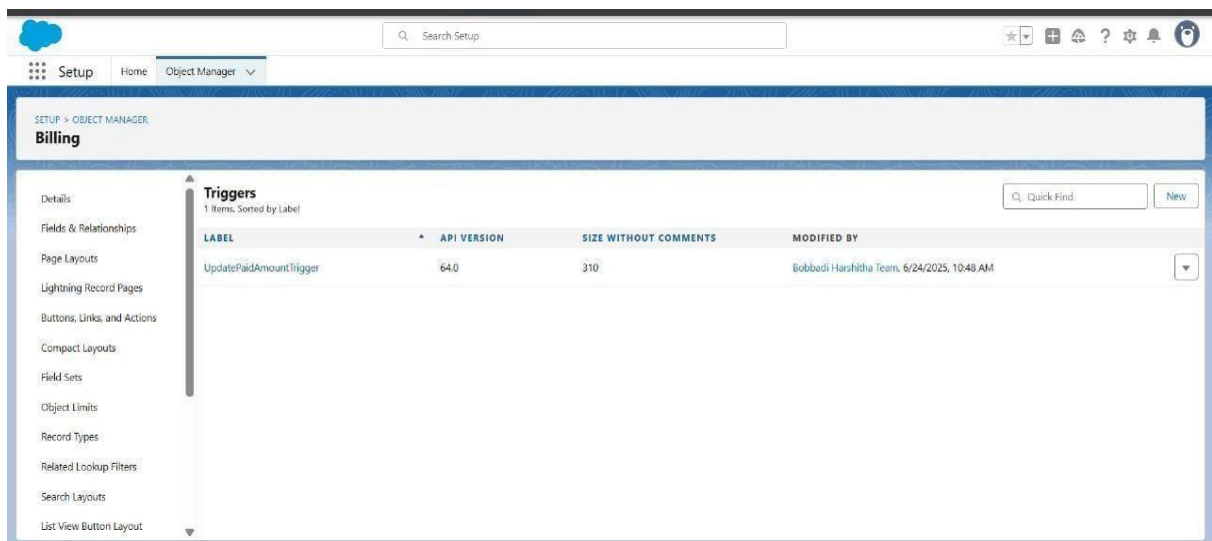 Search Setup
Setup Home Object Manager
SETUP > OBJECT MANAGER
Billing
Details
Fields & Relationships
Page Layouts
Lightning Record Pages
Buttons, Links, and Actions
Compact Layouts
Field Sets
Object Limits
Record Types
Related Lookup Filters
Search Layouts
List View Button Layout
Triggers
1 Items, Sorted by Label
Quick Find
New
LABEL API VERSION SIZE WITHOUT COMMENTS MODIFIED BY
UpdatePaidAmountTrigger 64.0 310 Bobbadi Harshitha Team, 6/24/2025, 10:48 AM